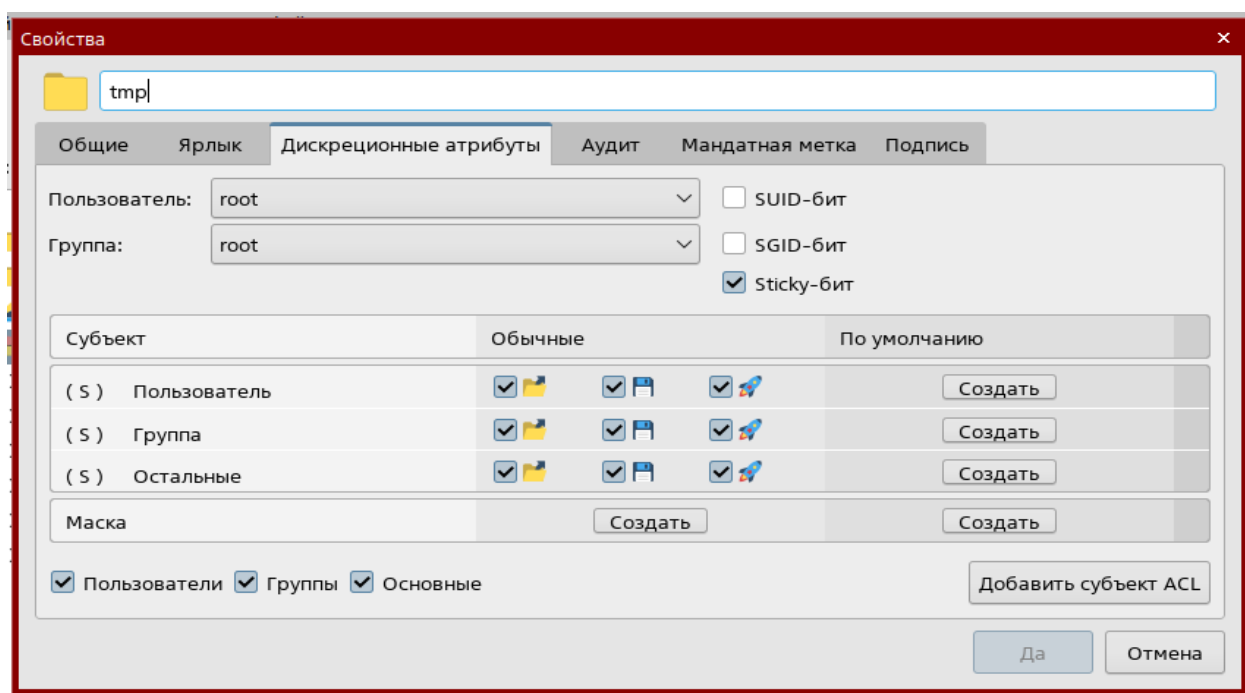 Свойства
tmp
Общие Ярлык Дискреционные атрибуты Аудит Мандатная метка Подпись
Пользователь: root SUID-бит
Группа: root SGID-бит
Sticky-бит
Субъект Обычные По умолчанию
(S) Пользователь Создать
(S) Группа Создать
(S) Остальные Создать
Маска Создать Создать
Пользователи Группы Основные Добавить субъект ACL
Да Отмена